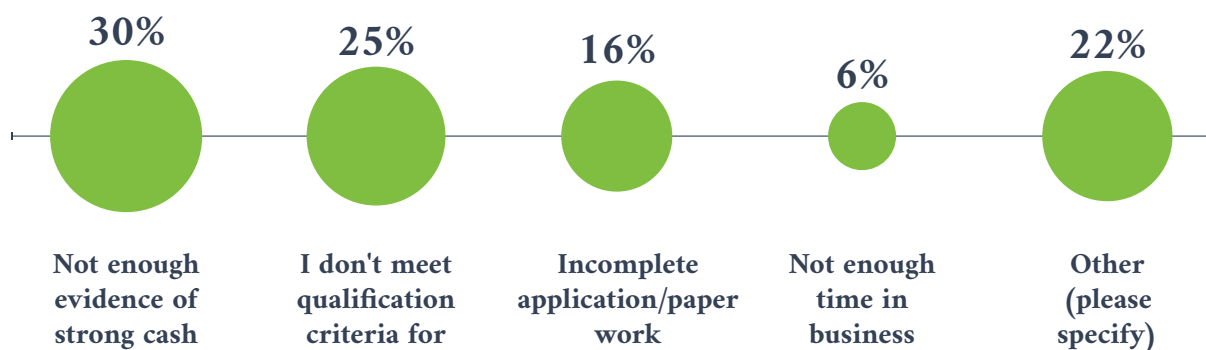 30%
25%
16%
6%
22%
Not enough
evidence of
strong cash
I don't meet
qualification
criteria for
Incomplete
application/paper
work
Not enough
time in
business
Other
(please
specify)